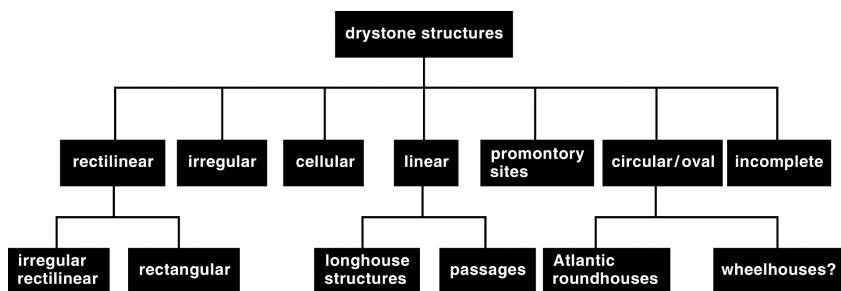 drystone structures
rectilinear
irregular
cellular
linear
promontory
sites
circular/oval
incomplete
irregular
rectilinear
rectangular
longhouse
structures
passages
Atlantic
roundhouses
wheelhouses?